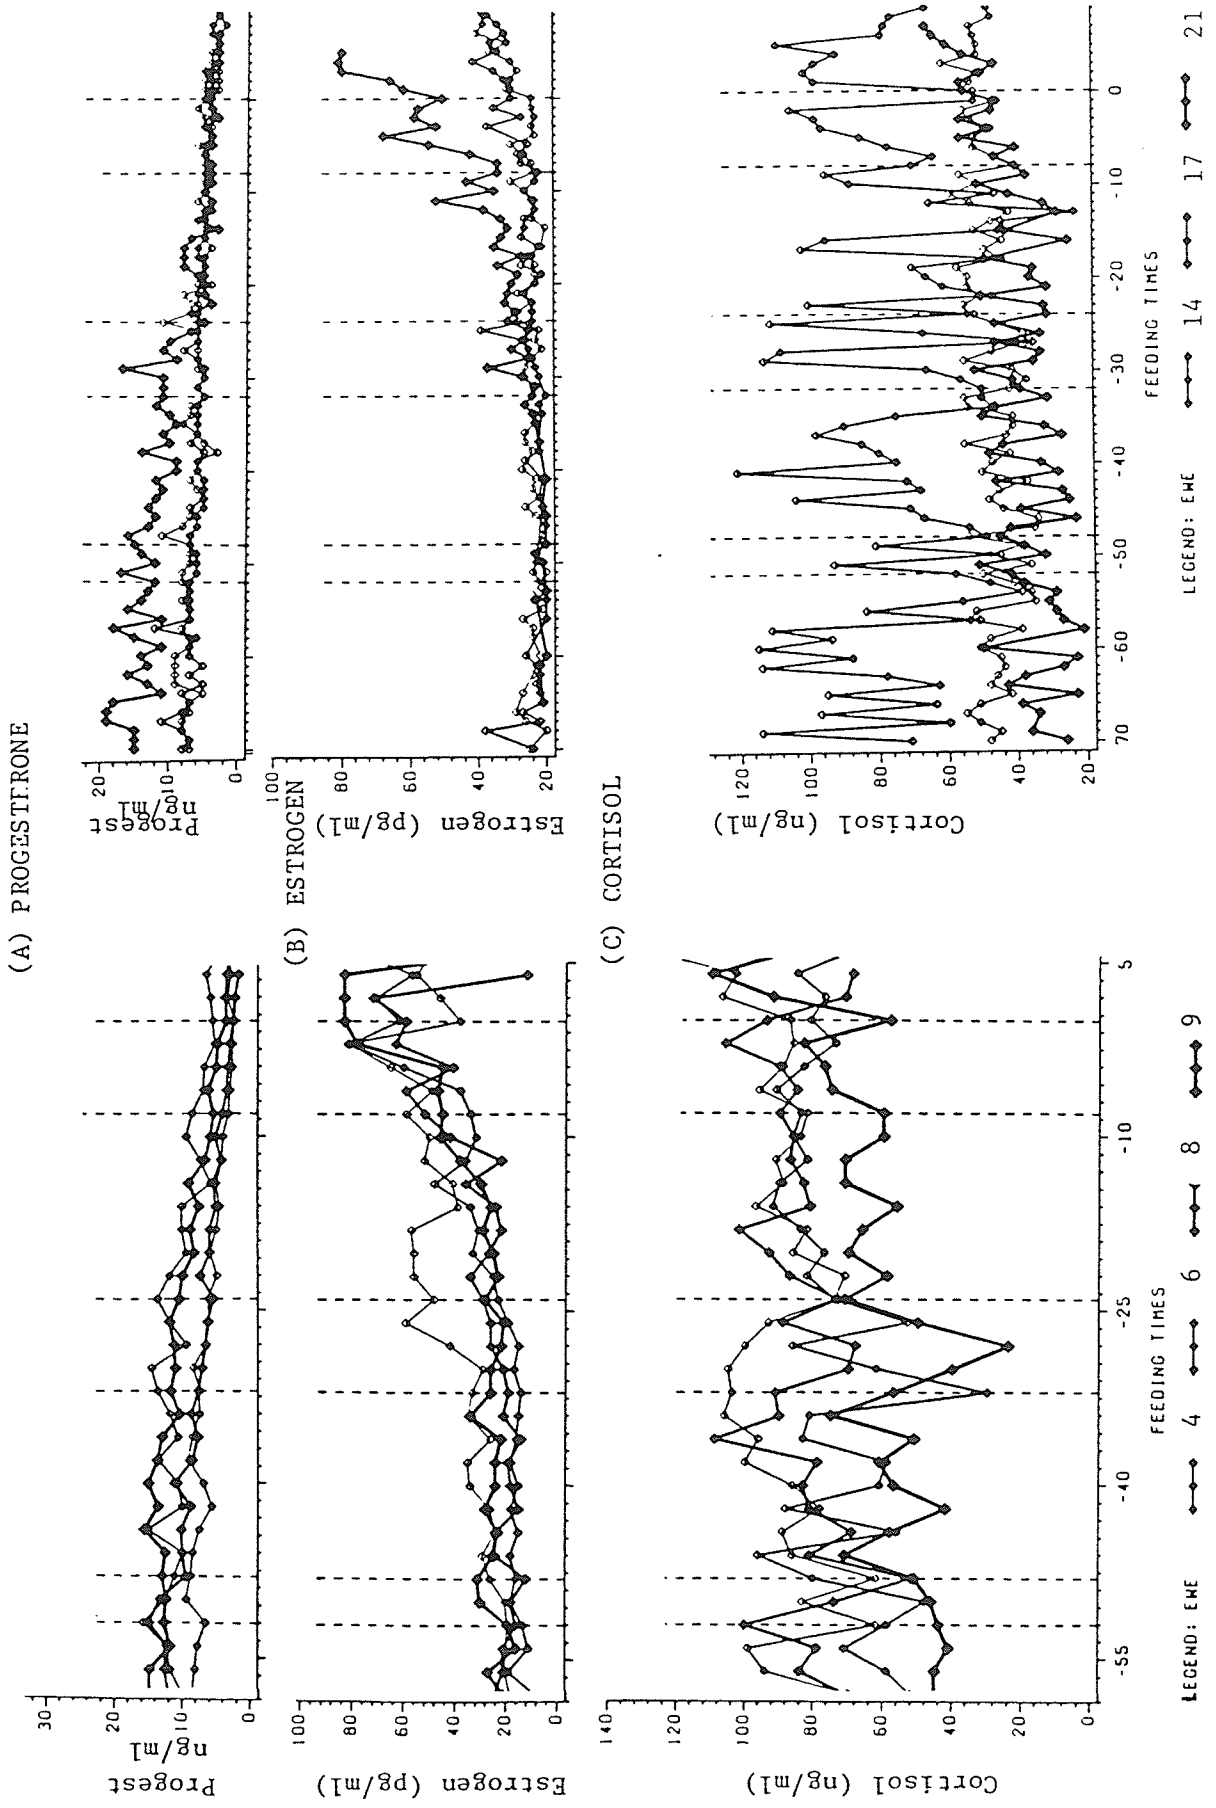 (A) PROGESTERONE
Progest
ng/ml
30
20
10
0
Progest
ng/ml
20
10
0
(B) ESTROGEN
Estrogen (pg/ml)
100
80
60
40
20
0
Estrogen (pg/ml)
100
80
60
40
20
(C) CORTISOL
Cortisol (ng/ml)
140
120
100
80
60
40
20
0
-55 -40 -25 -10 5
FEEDING TIMES
LEGEND: EWE 4 6 8 9
Cortisol (ng/ml)
120
100
80
60
40
20
70 -60 -50 -40 -30 -20 -10 0
FEEDING TIMES
LEGEND: EWE 14 17 21